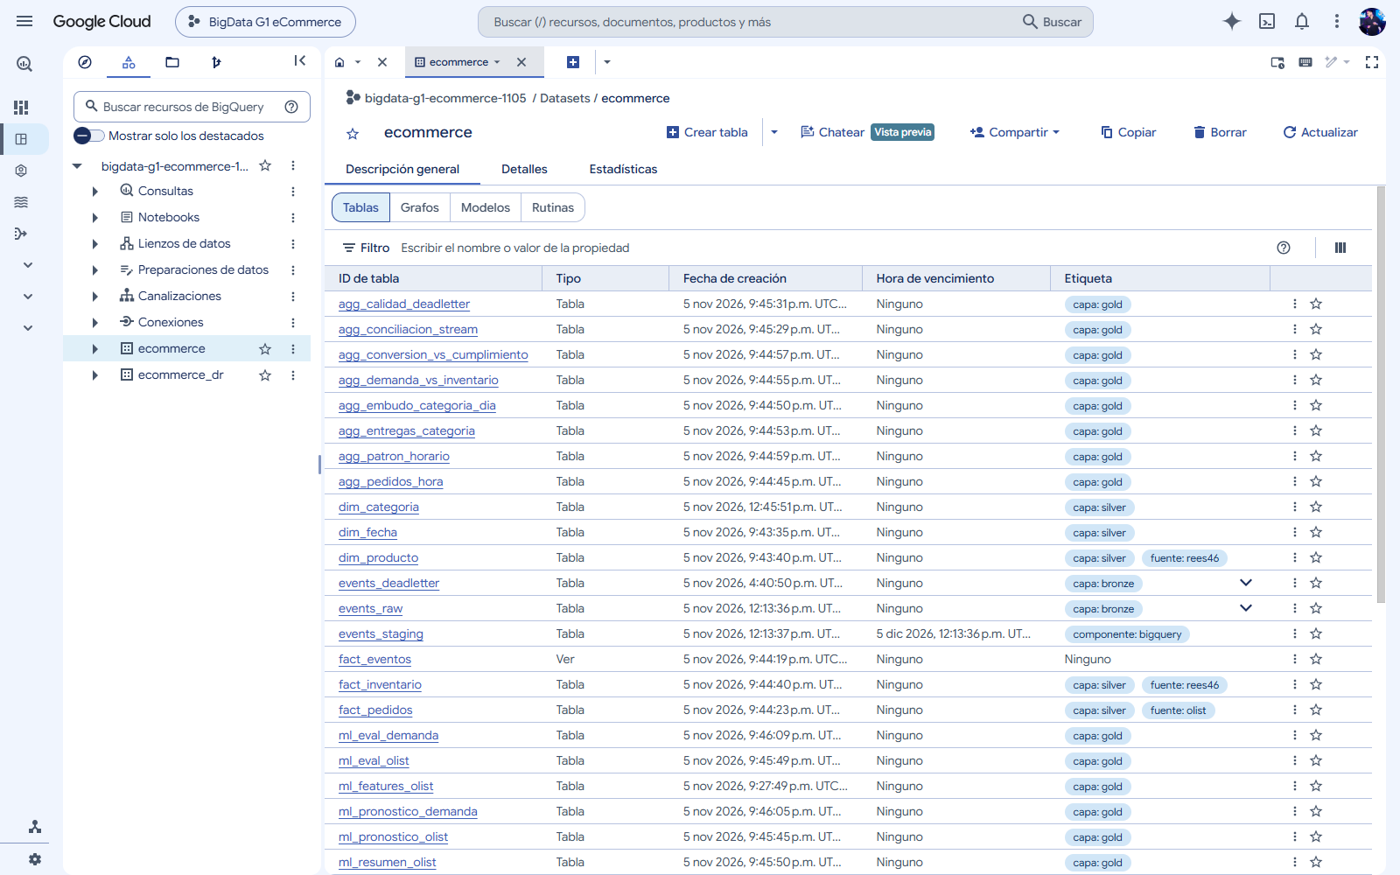 Google Cloud
BigData G1 eCommerce
Buscar (/) recursos, documentos, productos y más
Buscar
ecommerce
Buscar recursos de BigQuery
Mostrar solo los destacados
bigdata-g1-ecommerce-1...
Consultas
Notebooks
Lienzos de datos
Preparaciones de datos
Canalizaciones
Conexiones
ecommerce
ecommerce_dr
bigdata-g1-ecommerce-1105 / Datasets / ecommerce
ecommerce
Crear tabla
Chatear Vista previa
Compartir
Copiar
Borrar
Actualizar
Descripción general Detalles Estadísticas
Tablas Grafos Modelos Rutinas
Filtro Escribir el nombre o valor de la propiedad
ID de tabla Tipo Fecha de creación Hora de vencimiento Etiqueta
agg_calidad_deadletter Tabla 5 nov 2026, 9:45:31 p.m. UTC... Ninguno capa: gold
agg_conciliacion_stream Tabla 5 nov 2026, 9:45:29 p.m. UT... Ninguno capa: gold
agg_conversion_vs_cumplimiento Tabla 5 nov 2026, 9:44:57 p.m. UT... Ninguno capa: gold
agg_demanda_vs_inventario Tabla 5 nov 2026, 9:44:55 p.m. UT... Ninguno capa: gold
agg_embudo_categoria_dia Tabla 5 nov 2026, 9:44:50 p.m. UT... Ninguno capa: gold
agg_entregas_categoria Tabla 5 nov 2026, 9:44:53 p.m. UT... Ninguno capa: gold
agg_patron_horario Tabla 5 nov 2026, 9:44:59 p.m. UT... Ninguno capa: gold
agg_pedidos_hora Tabla 5 nov 2026, 9:44:45 p.m. UT... Ninguno capa: gold
dim_categoria Tabla 5 nov 2026, 12:45:51 p.m. UT... Ninguno capa: silver
dim_fecha Tabla 5 nov 2026, 9:43:35 p.m. UT... Ninguno capa: silver
dim_producto Tabla 5 nov 2026, 9:43:40 p.m. UT... Ninguno capa: silver fuente: rees46
events_deadletter Tabla 5 nov 2026, 4:40:50 p.m. UT... Ninguno capa: bronze
events_raw Tabla 5 nov 2026, 12:13:36 p.m. UT... Ninguno capa: bronze
events_staging Tabla 5 nov 2026, 12:13:37 p.m. UT... 5 dic 2026, 12:13:36 p.m. UT... componente: bigquery
fact_eventos Ver 5 nov 2026, 9:44:19 p.m. UTC... Ninguno Ninguno
fact_inventario Tabla 5 nov 2026, 9:44:40 p.m. UT... Ninguno capa: silver fuente: rees46
fact_pedidos Tabla 5 nov 2026, 9:44:23 p.m. UT... Ninguno capa: silver fuente: olist
ml_eval_demanda Tabla 5 nov 2026, 9:46:09 p.m. UT... Ninguno capa: gold
ml_eval_olist Tabla 5 nov 2026, 9:45:49 p.m. UT... Ninguno capa: gold
ml_features_olist Tabla 5 nov 2026, 9:27:49 p.m. UTC... Ninguno capa: gold
ml_pronostico_demanda Tabla 5 nov 2026, 9:46:05 p.m. UT... Ninguno capa: gold
ml_pronostico_olist Tabla 5 nov 2026, 9:45:45 p.m. UT... Ninguno capa: gold
ml_resumen_olist Tabla 5 nov 2026, 9:45:50 p.m. UT... Ninguno capa: gold